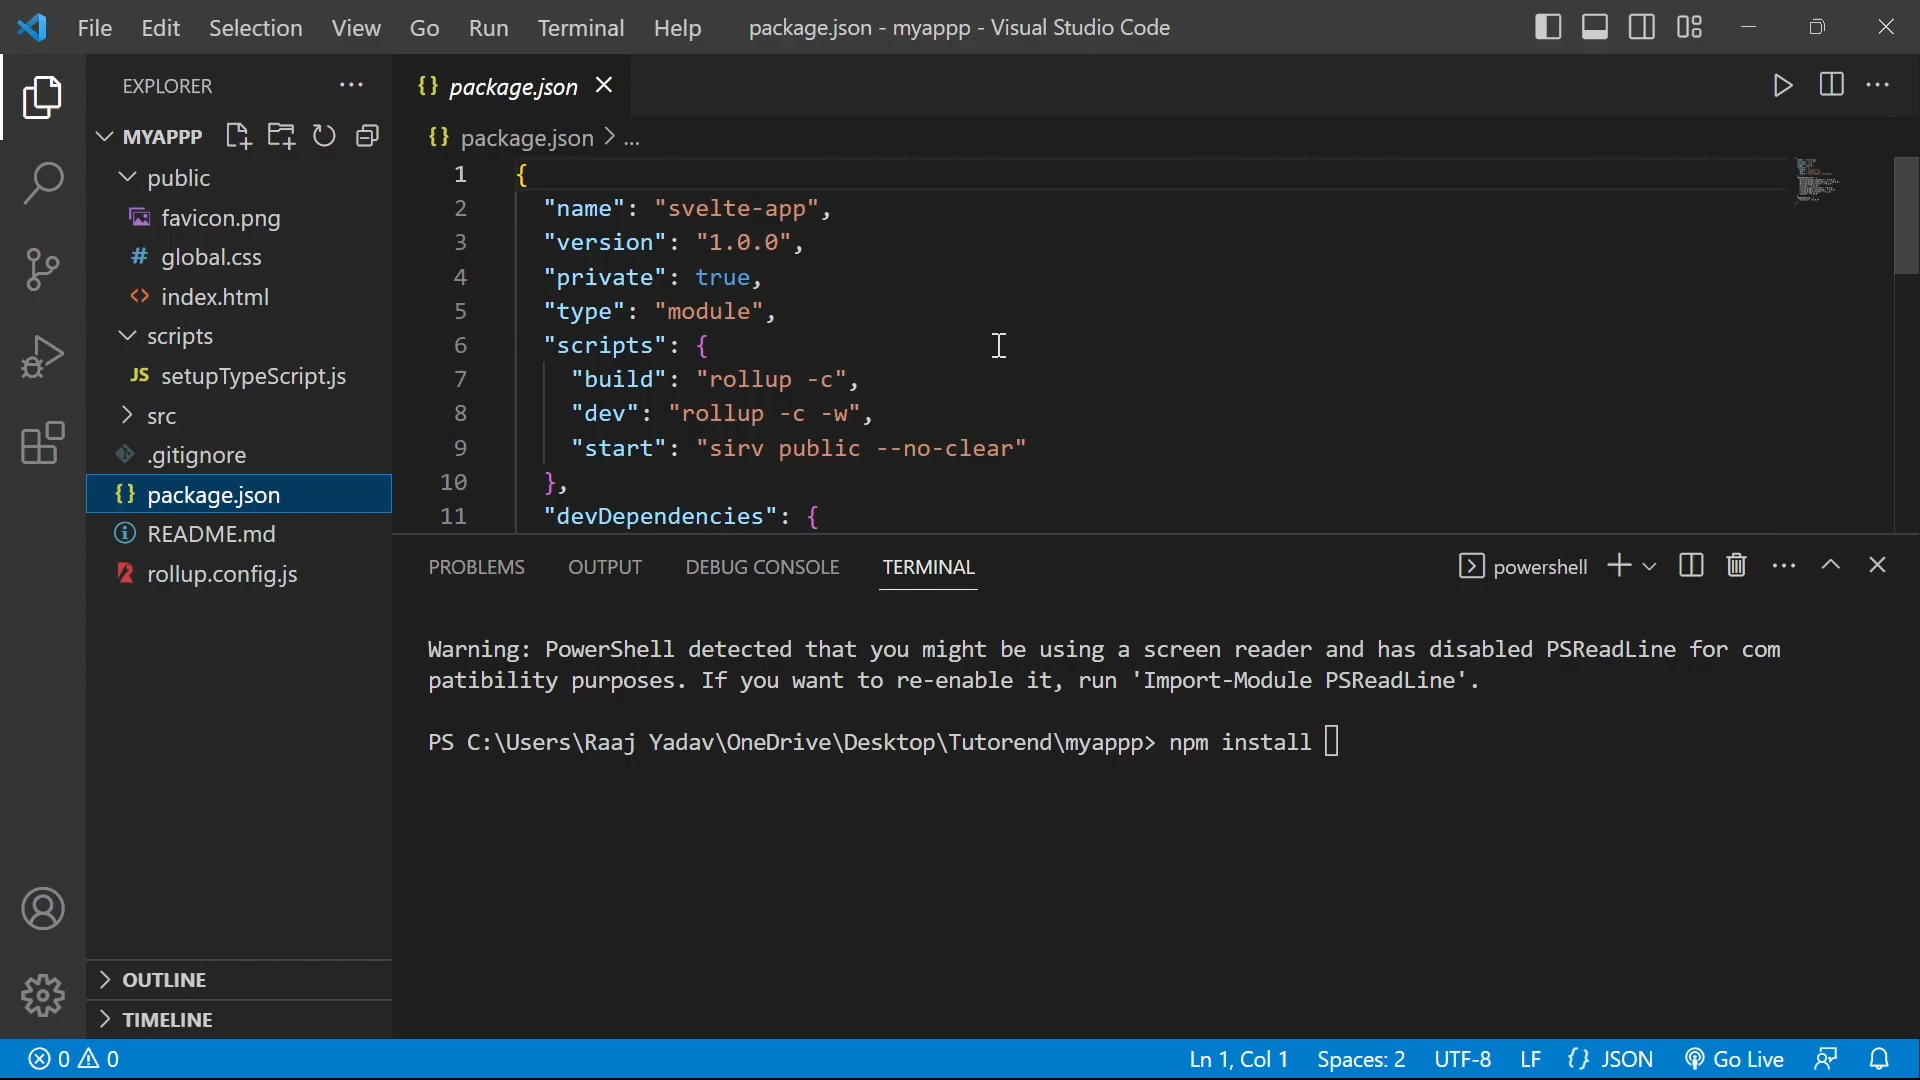 File Edit Selection View Go Run Terminal Help package.json - myappp - Visual Studio Code
EXPLORER
MYAPPP
public
favicon.png
# global.css
<> index.html
scripts
JS setupTypeScript.js
src
.gitignore
{} package.json
README.md
rollup.config.js
OUTLINE
TIMELINE
{} package.json
{} package.json > ...
1 {
2 "name": "svelte-app",
3 "version": "1.0.0",
4 "private": true,
5 "type": "module",
6 "scripts": {
7 "build": "rollup -c",
8 "dev": "rollup -c -w",
9 "start": "sirv public --no-clear"
10 },
11 "devDependencies": {
PROBLEMS OUTPUT DEBUG CONSOLE TERMINAL powershell
Warning: PowerShell detected that you might be using a screen reader and has disabled PSReadLine for com
patibility purposes. If you want to re-enable it, run 'Import-Module PSReadLine'.
PS C:\Users\Raaj Yadav\OneDrive\Desktop\Tutorend\myappp> npm install
0 0 Ln 1, Col 1 Spaces: 2 UTF-8 LF {} JSON Go Live